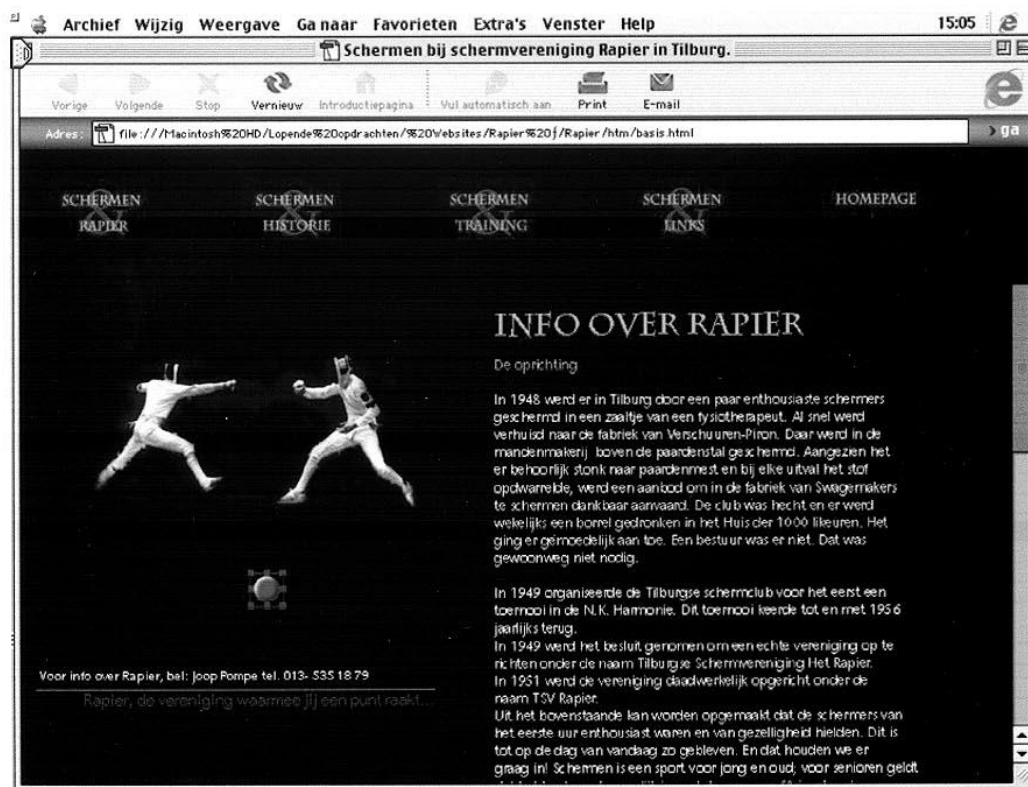 Archief Wijzig Weergave Ga naar Favorieten Extra's Venster Help 15:05
Schermen bij schermvereniging Rapier in Tilburg.
Vorige Volgende Stop Vernieuw Introductiepagina Vul automatisch aan Print E-mail
Adres: file:///Macintosh%20HD/Lopende%20opdrachten/%20Websites/Rapier%20ƒ/Rapier/htm/basis.html ga
SCHERMEN & RAPIER
SCHERMEN & HISTORIE
SCHERMEN & TRAINING
SCHERMEN & LINKS
HOMEPAGE
INFO OVER RAPIER
De oprichting
In 1948 werd er in Tilburg door een paar enthousiaste schermers
geschermd in een zaaltje van een fysiotherapeut. Al snel werd
verhuisd naar de fabriek van Verschuuren-Piron. Daar werd in de
mandenmakerij boven de paardenstal geschermd. Aangezien het
er behoorlijk stonk naar paardenmest en bij elke uitval het stof
opdwarrelde, werd een aanbod om in de fabriek van Swagemakers
te schermen dankbaar aanvaard. De club was hecht en er werd
wekelijks een borrel gedronken in het Huis der 1000 likeuren. Het
ging er gemoedelijk aan toe. Een bestuur was er niet. Dat was
gewoonweg niet nodig.
In 1949 organiseerde de Tilburgse schermclub voor het eerst een
toernooi in de N.K. Harmonie. Dit toernooi keerde tot en met 1956
jaarlijks terug.
In 1949 werd het besluit genomen om een echte vereniging op te
richten onder de naam Tilburgse Schermvereniging Het Rapier.
In 1951 werd de vereniging daadwerkelijk opgericht onder de
naam TSV Rapier.
Uit het bovenstaande kan worden opgemaakt dat de schermers van
het eerste uur enthousiast waren en van gezelligheid hielden. Dit is
tot op de dag van vandaag zo gebleven. En dat houden we er
graag in! Schermen is een sport voor jong en oud; voor senioren geldt
Voor info over Rapier, bel: Joop Pompe tel. 013- 535 18 79
Rapier, de vereniging waarmee jij een punt raakt...